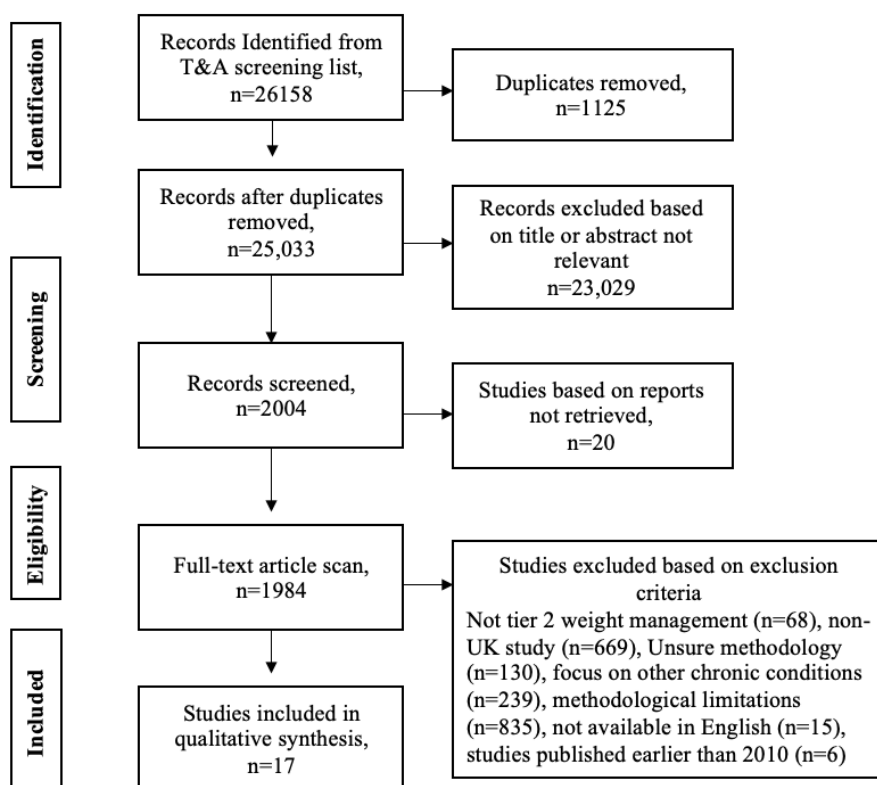 Identification
Records Identified from
T&A screening list,
n=26158
Duplicates removed,
n=1125
Records after duplicates
removed,
n=25,033
Records excluded based
on title or abstract not
relevant
n=23,029
Screening
Records screened,
n=2004
Studies based on reports
not retrieved,
n=20
Eligibility
Full-text article scan,
n=1984
Studies excluded based on exclusion
criteria
Not tier 2 weight management (n=68), non-
UK study (n=669), Unsure methodology
(n=130), focus on other chronic conditions
(n=239), methodological limitations
(n=835), not available in English (n=15),
studies published earlier than 2010 (n=6)
Included
Studies included in
qualitative synthesis,
n=17